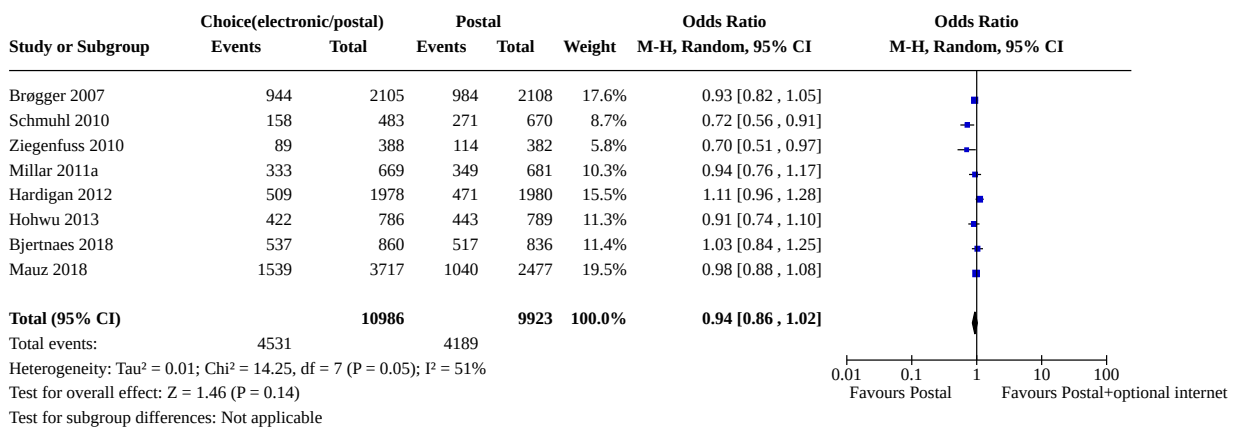 Choice(electronic/postal) Postal Odds Ratio Odds Ratio
Study or Subgroup Events Total Events Total Weight M-H, Random, 95% CI M-H, Random, 95% CI
Brøgger 2007 944 2105 984 2108 17.6% 0.93 [0.82 , 1.05]
Schmuhl 2010 158 483 271 670 8.7% 0.72 [0.56 , 0.91]
Ziegenfuss 2010 89 388 114 382 5.8% 0.70 [0.51 , 0.97]
Millar 2011a 333 669 349 681 10.3% 0.94 [0.76 , 1.17]
Hardigan 2012 509 1978 471 1980 15.5% 1.11 [0.96 , 1.28]
Hohwu 2013 422 786 443 789 11.3% 0.91 [0.74 , 1.10]
Bjertnaes 2018 537 860 517 836 11.4% 1.03 [0.84 , 1.25]
Mauz 2018 1539 3717 1040 2477 19.5% 0.98 [0.88 , 1.08]
Total (95% CI) 10986 9923 100.0% 0.94 [0.86 , 1.02]
Total events: 4531 4189
Heterogeneity: Tau² = 0.01; Chi² = 14.25, df = 7 (P = 0.05); I² = 51%
0.01 0.1 1 10 100
Test for overall effect: Z = 1.46 (P = 0.14) Favours Postal Favours Postal+optional internet
Test for subgroup differences: Not applicable